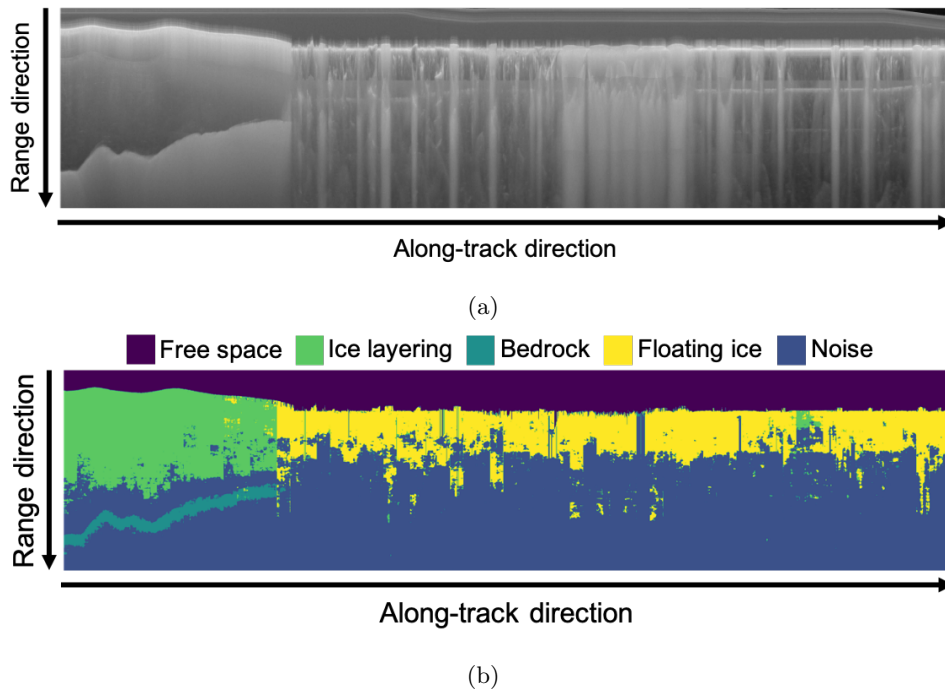 Range direction
Along-track direction
(a)
Free space Ice layering Bedrock Floating ice Noise
Range direction
Along-track direction
(b)